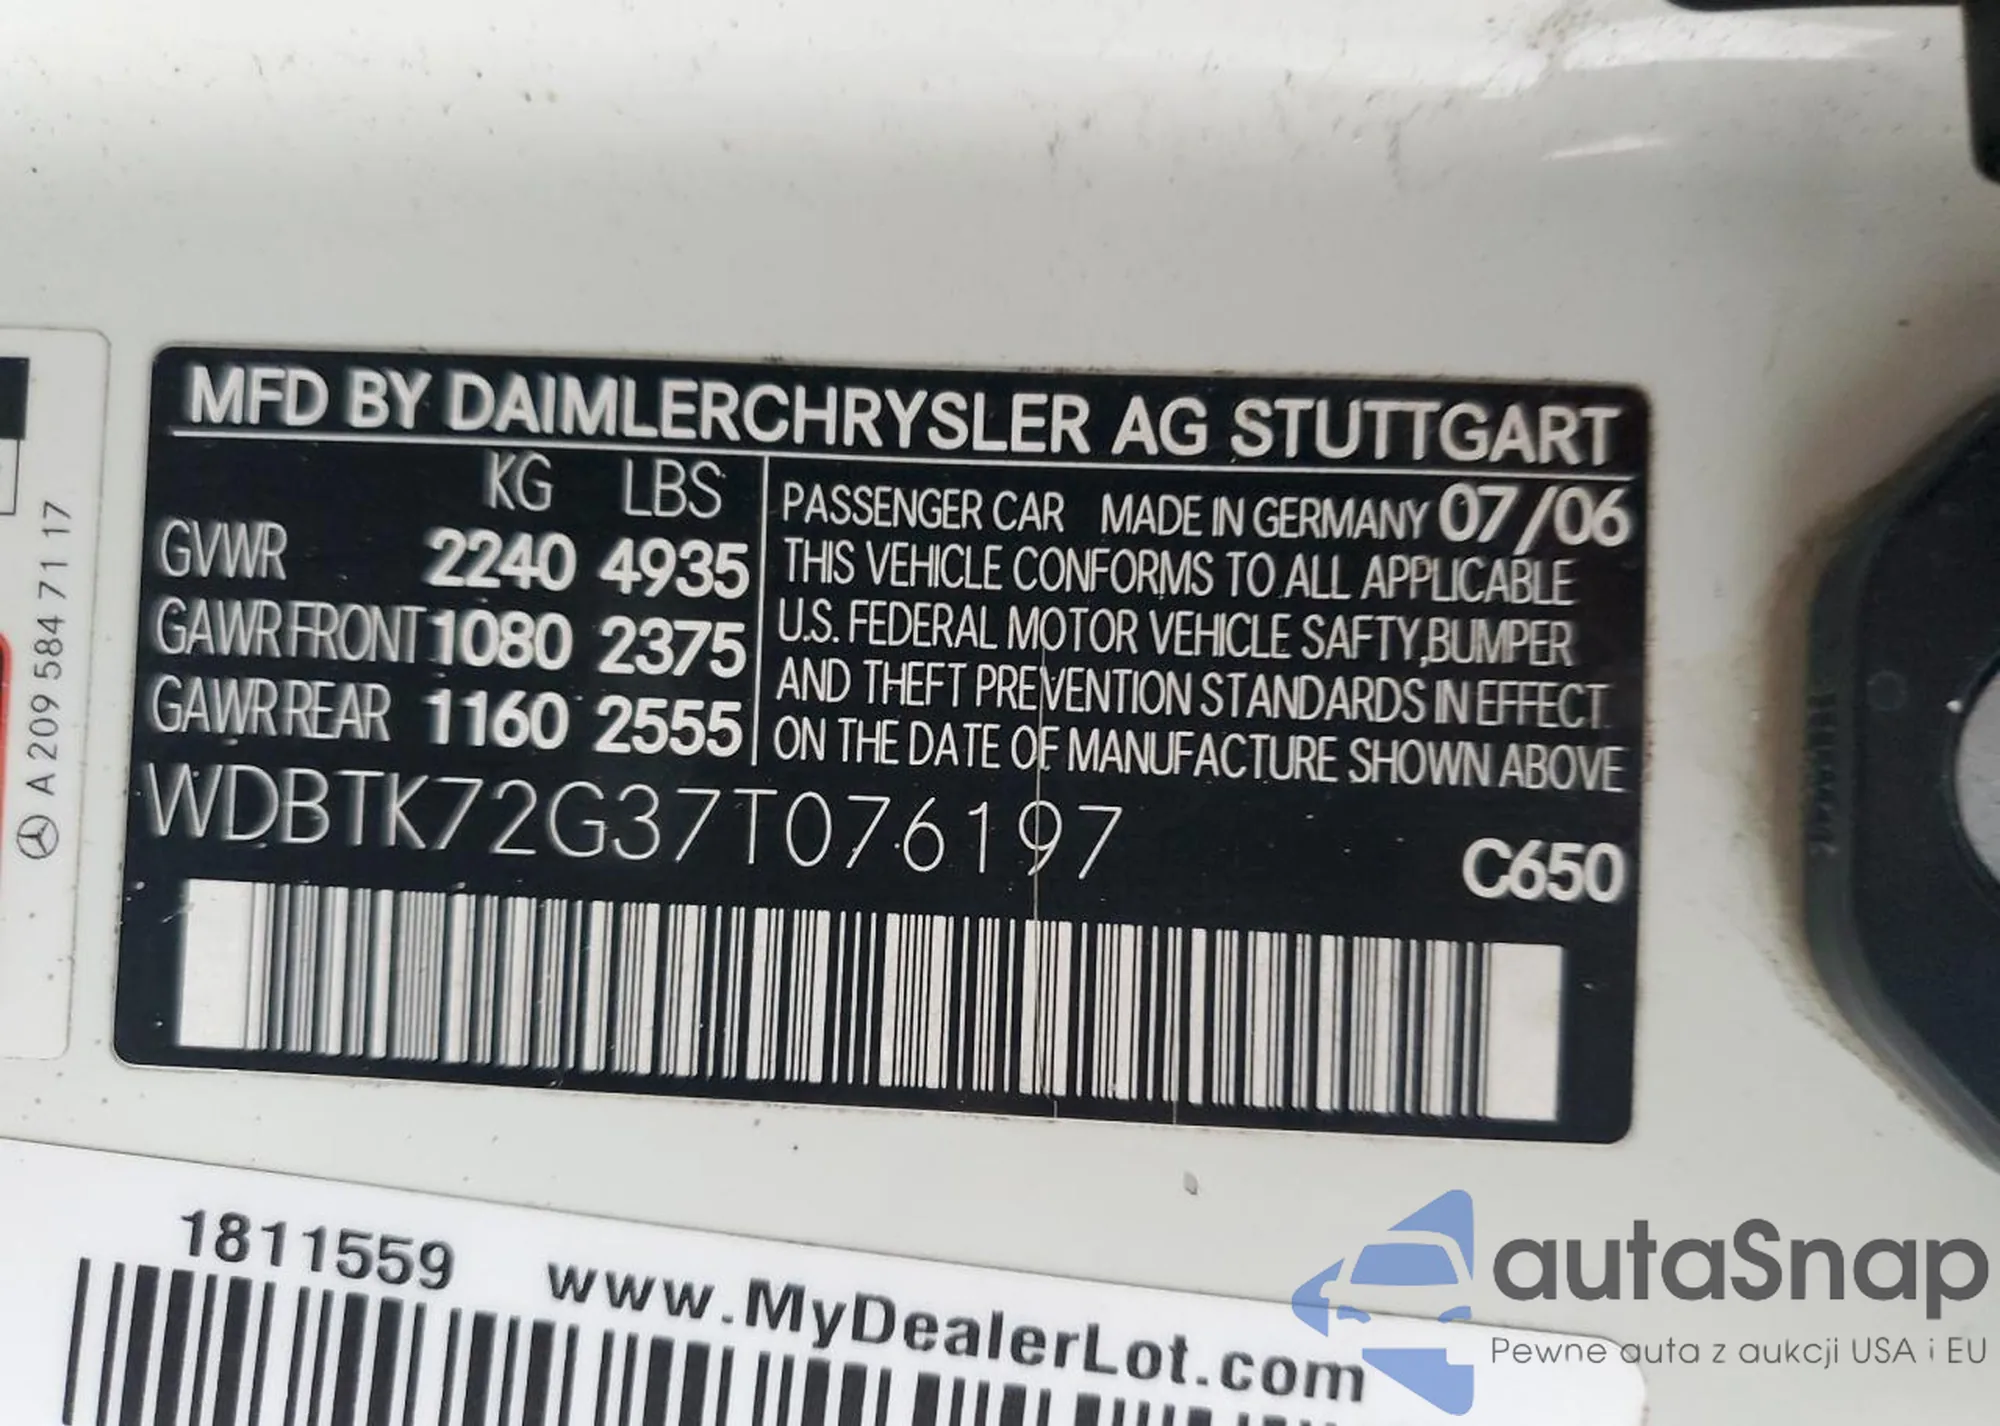 MFD BY DAIMLERCHRYSLER AG STUTTGART
KG LBS
GVWR 2240 4935
GAWR FRONT 1080 2375
GAWR REAR 1160 2555
PASSENGER CAR MADE IN GERMANY 07/06
THIS VEHICLE CONFORMS TO ALL APPLICABLE
U.S. FEDERAL MOTOR VEHICLE SAFTY,BUMPER
AND THEFT PREVENTION STANDARDS IN EFFECT
ON THE DATE OF MANUFACTURE SHOWN ABOVE
WDBTK72G37T076197
C650
A 209 584 71 17
1811559 www.MyDealerLot.com
autaSnap
Pewne auta z aukcji USA i EU